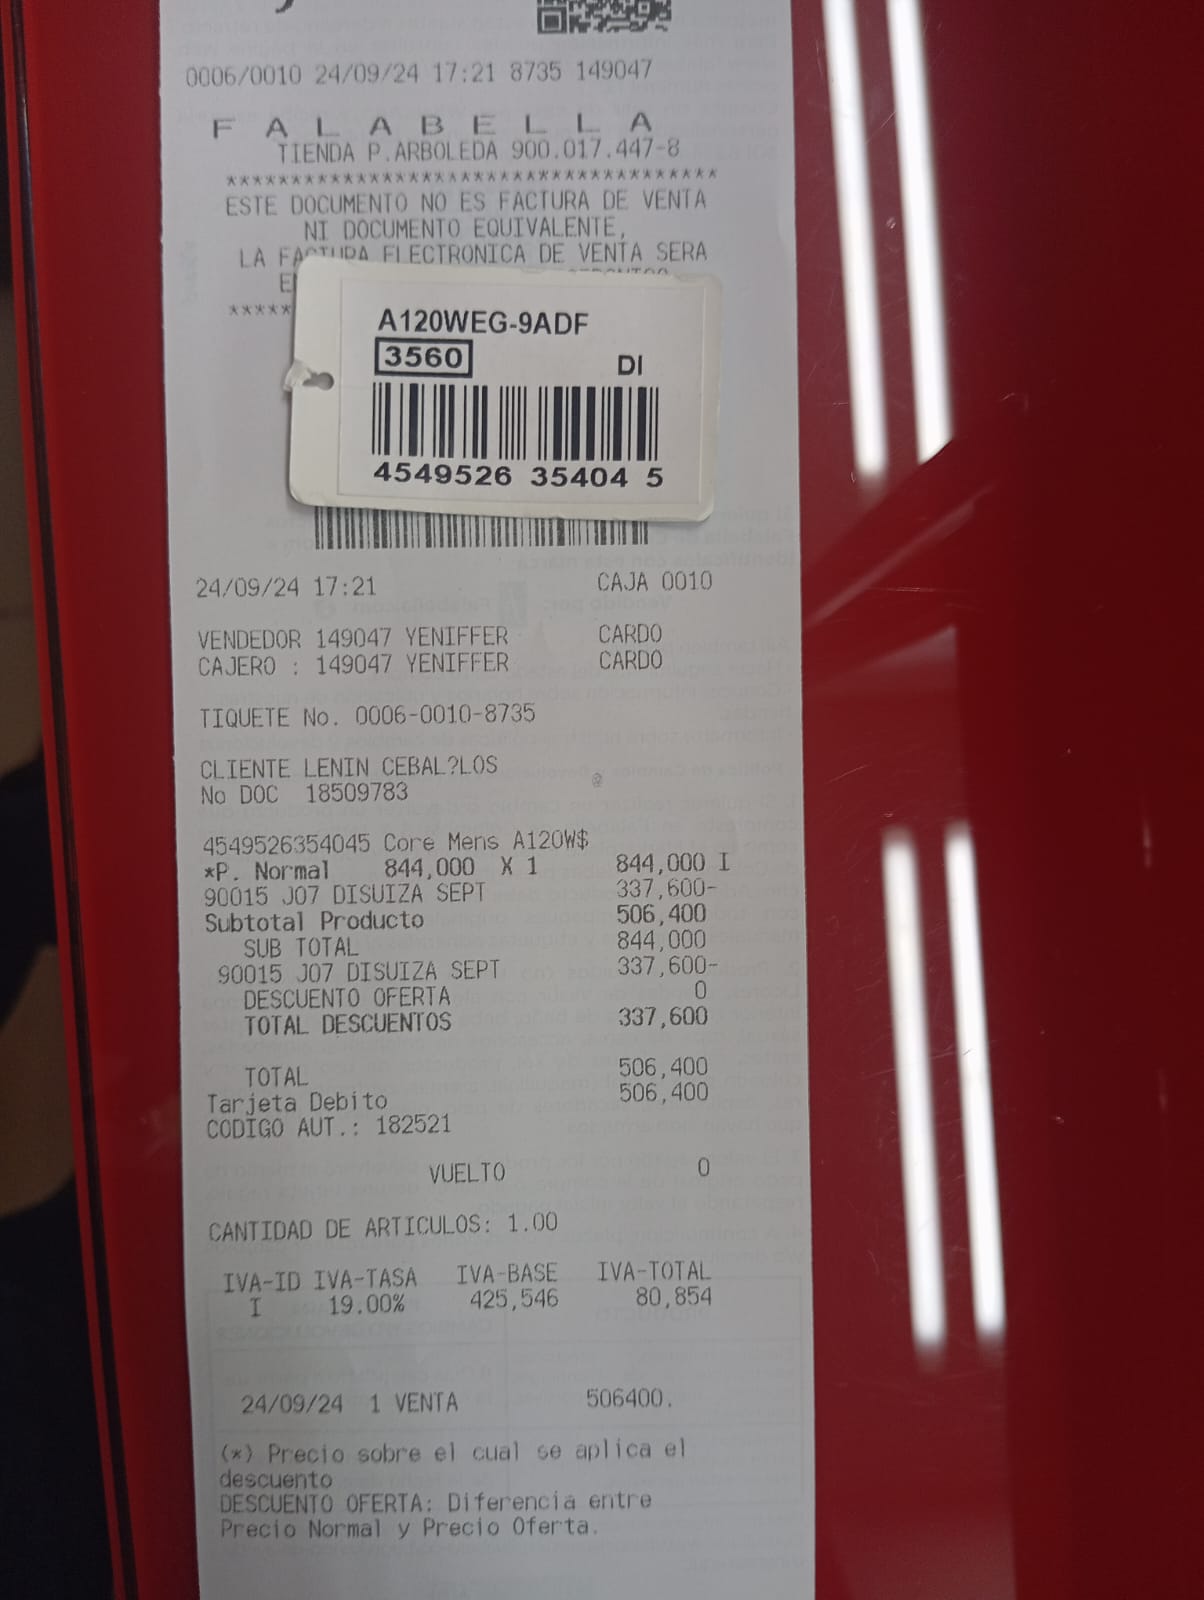 0006/0010 24/09/24 17:21 8735 149047
F A L A B E L L A
TIENDA P.ARBOLEDA 900.017.447-8
**************************************
ESTE DOCUMENTO NO ES FACTURA DE VENTA
NI DOCUMENTO EQUIVALENTE,
LA FACTURA ELECTRONICA DE VENTA SERA
A120WEG-9ADF
3560 DI
4549526 35404 5
24/09/24 17:21 CAJA 0010
VENDEDOR 149047 YENIFFER CARDO
CAJERO : 149047 YENIFFER CARDO
TIQUETE No. 0006-0010-8735
CLIENTE LENIN CEBAL?LOS
@
No DOC 18509783
4549526354045 Core Mens A120W$
*P. Normal 844,000 X 1 844,000 I
90015 J07 DISUIZA SEPT 337,600-
Subtotal Producto 506,400
SUB TOTAL 844,000
90015 J07 DISUIZA SEPT 337,600-
DESCUENTO OFERTA 0
TOTAL DESCUENTOS 337,600
TOTAL 506,400
Tarjeta Debito 506,400
CODIGO AUT.: 182521
VUELTO 0
CANTIDAD DE ARTICULOS: 1.00
IVA-ID IVA-TASA IVA-BASE IVA-TOTAL
I 19.00% 425,546 80,854
24/09/24 1 VENTA 506400.
(*) Precio sobre el cual se aplica el
descuento
DESCUENTO OFERTA: Diferencia entre
Precio Normal y Precio Oferta.